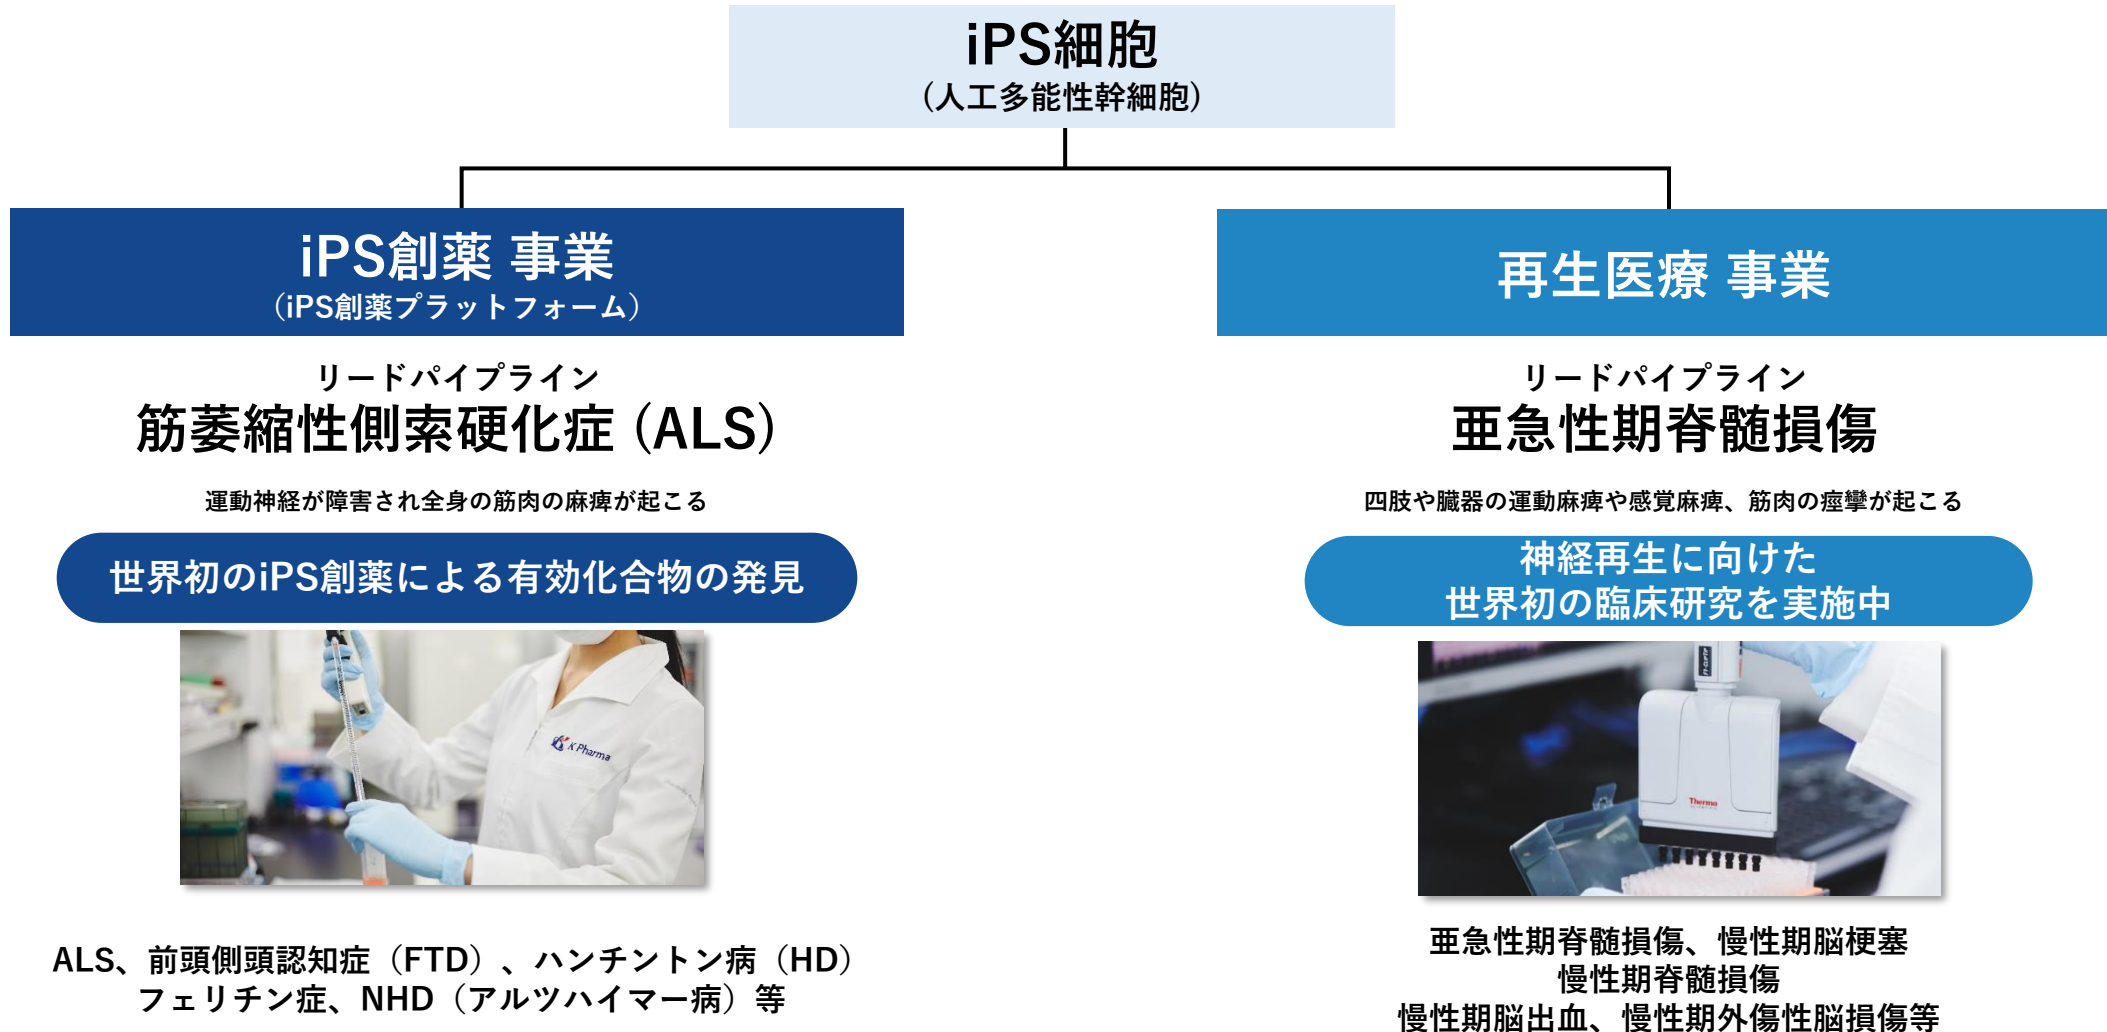 iPS細胞
（人工多能性幹細胞）
iPS創薬 事業
（iPS創薬プラットフォーム）
リードパイプライン
筋萎縮性側索硬化症 (ALS)
運動神経が障害され全身の筋肉の麻痺が起こる
世界初のiPS創薬による有効化合物の発見
K Pharma
ALS、前頭側頭認知症（FTD）、ハンチントン病（HD）
フェリチン症、NHD（アルツハイマー病）等
再生医療 事業
リードパイプライン
亜急性期脊髄損傷
四肢や臓器の運動麻痺や感覚麻痺、筋肉の痙攣が起こる
神経再生に向けた
世界初の臨床研究を実施中
F1-ClipTip
Thermo
SCIENTIFIC
亜急性期脊髄損傷、慢性期脳梗塞
慢性期脊髄損傷
慢性期脳出血、慢性期外傷性脳損傷等